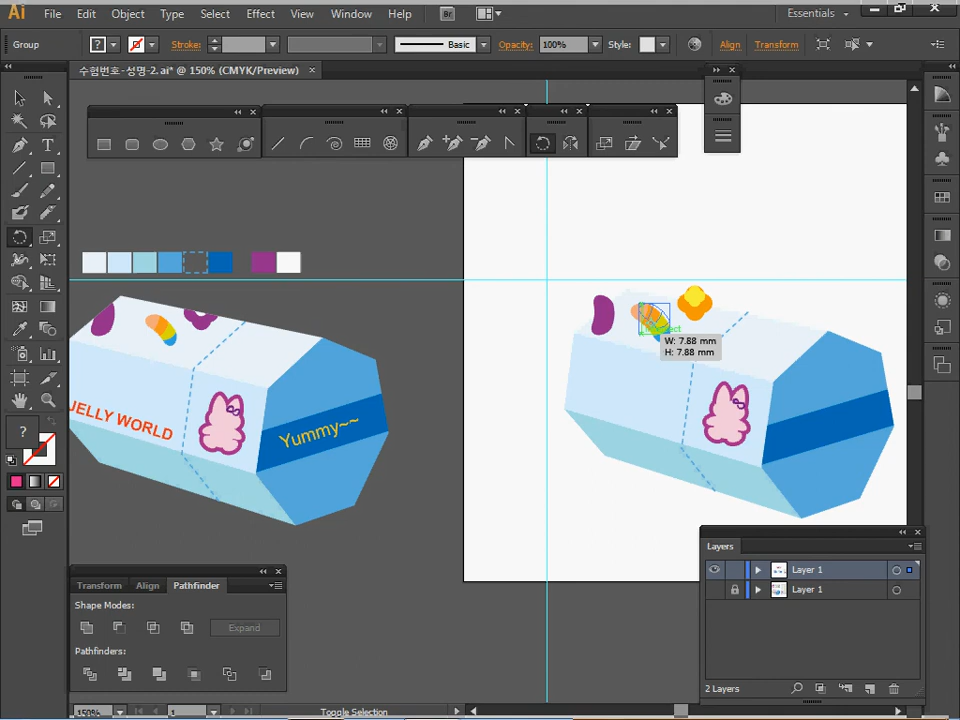 Ai File Edit Object Type Select Effect View Window Help Br Essentials
Group ? Stroke: Basic Opacity: 100% Style: Align Transform
수험번호-성명-2.ai* @ 150% (CMYK/Preview)
W: 7.88 mm
H: 7.88 mm
JELLY WORLD
Yummy~~
?
Layers
Layer 1
Layer 1
2 Layers
Transform Align Pathfinder
Shape Modes:
Expand
Pathfinders:
150% 1 Toggle Selection